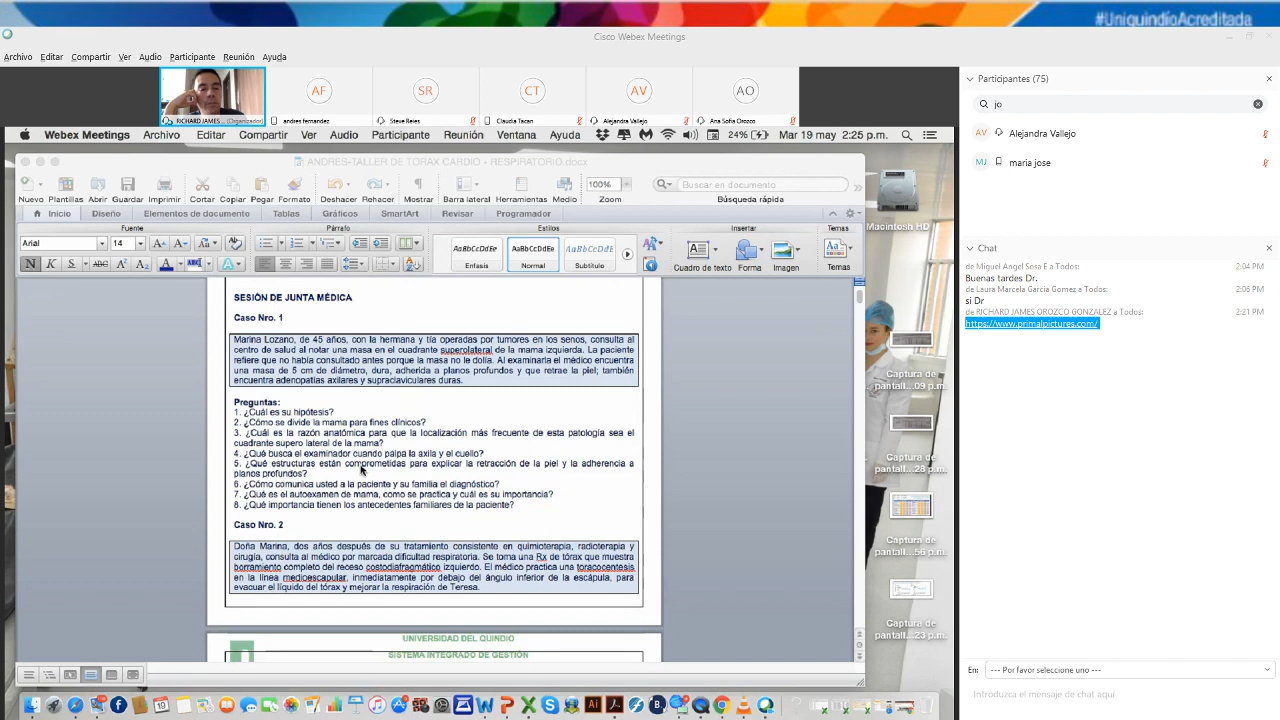 #UniquindíoAcreditada
Cisco Webex Meetings
Archivo Editar Compartir Ver Audio Participante Reunión Ayuda
AF SR CT AV AO
RICHARD JAMES ... (Organizador) andres fernandez Steve Reies Claudia Tacan Alejandra Vallejo Ana Sofia Orozco
Participantes (75)
jo
AV Alejandra Vallejo
MJ maria jose
Webex Meetings Archivo Editar Compartir Ver Audio Participante Reunión Ventana Ayuda 24% Mar 19 may 2:25 p.m.
ANDRES-TALLER DE TORAX CARDIO - RESPIRATORIO.docx
100% Buscar en documento
Nuevo Plantillas Abrir Guardar Imprimir Cortar Copiar Pegar Formato Deshacer Rehacer Mostrar Barra lateral Herramientas Medio Zoom Búsqueda rápida
Inicio Diseño Elementos de documento Tablas Gráficos SmartArt Revisar Programador
Fuente Párrafo Estilos Insertar Temas
Arial 14 AaBbCcDdEe AaBbCcDdEe AaBbCcDdEe
Enfasis Normal Subtítulo Cuadro de texto Forma Imagen Temas
SESIÓN DE JUNTA MÉDICA
Caso Nro. 1
Marina Lozano, de 45 años, con la hermana y tía operadas por tumores en los senos, consulta al
centro de salud al notar una masa en el cuadrante superolateral de la mama izquierda. La paciente
refiere que no había consultado antes porque la masa no le dolía. Al examinarla el médico encuentra
una masa de 5 cm de diámetro, dura, adherida a planos profundos y que retrae la piel; también
encuentra adenopatías axilares y supraclaviculares duras.
Preguntas:
1. ¿Cuál es su hipótesis?
2. ¿Cómo se divide la mama para fines clínicos?
3. ¿Cuál es la razón anatómica para que la localización más frecuente de esta patología sea el
cuadrante supero lateral de la mama?
4. ¿Qué busca el examinador cuando palpa la axila y el cuello?
5. ¿Qué estructuras están comprometidas para explicar la retracción de la piel y la adherencia a
planos profundos?
6. ¿Cómo comunica usted a la paciente y su familia el diagnóstico?
7. ¿Qué es el autoexamen de mama, como se practica y cuál es su importancia?
8. ¿Qué importancia tienen los antecedentes familiares de la paciente?
Caso Nro. 2
Doña Marina, dos años después de su tratamiento consistente en quimioterapia, radioterapia y
cirugía, consulta al médico por marcada dificultad respiratoria. Se toma una Rx de tórax que muestra
borramiento completo del receso costodiafragmático izquierdo. El médico practica una toracocentesis
en la línea medioescapular, inmediatamente por debajo del ángulo inferior de la escápula, para
evacuar el líquido del tórax y mejorar la respiración de Teresa.
UNIVERSIDAD DEL QUINDIO
SISTEMA INTEGRADO DE GESTION
Macintosh HD
Captura de
pantall...09 p.m.
Captura de
pantall...28 p.m.
Captura de
pantall...56 p.m.
Captura de
pantall...23 p.m.
Chat
de Miguel Angel Sosa E a Todos: 2:04 PM
Buenas tardes Dr.
de Laura Marcela Garcia Gomez a Todos: 2:06 PM
si Dr
de RICHARD JAMES OROZCO GONZALEZ a Todos: 2:21 PM
https://www.primalpictures.com/
En: --- Por favor seleccione uno ---
Introduzca el mensaje de chat aquí